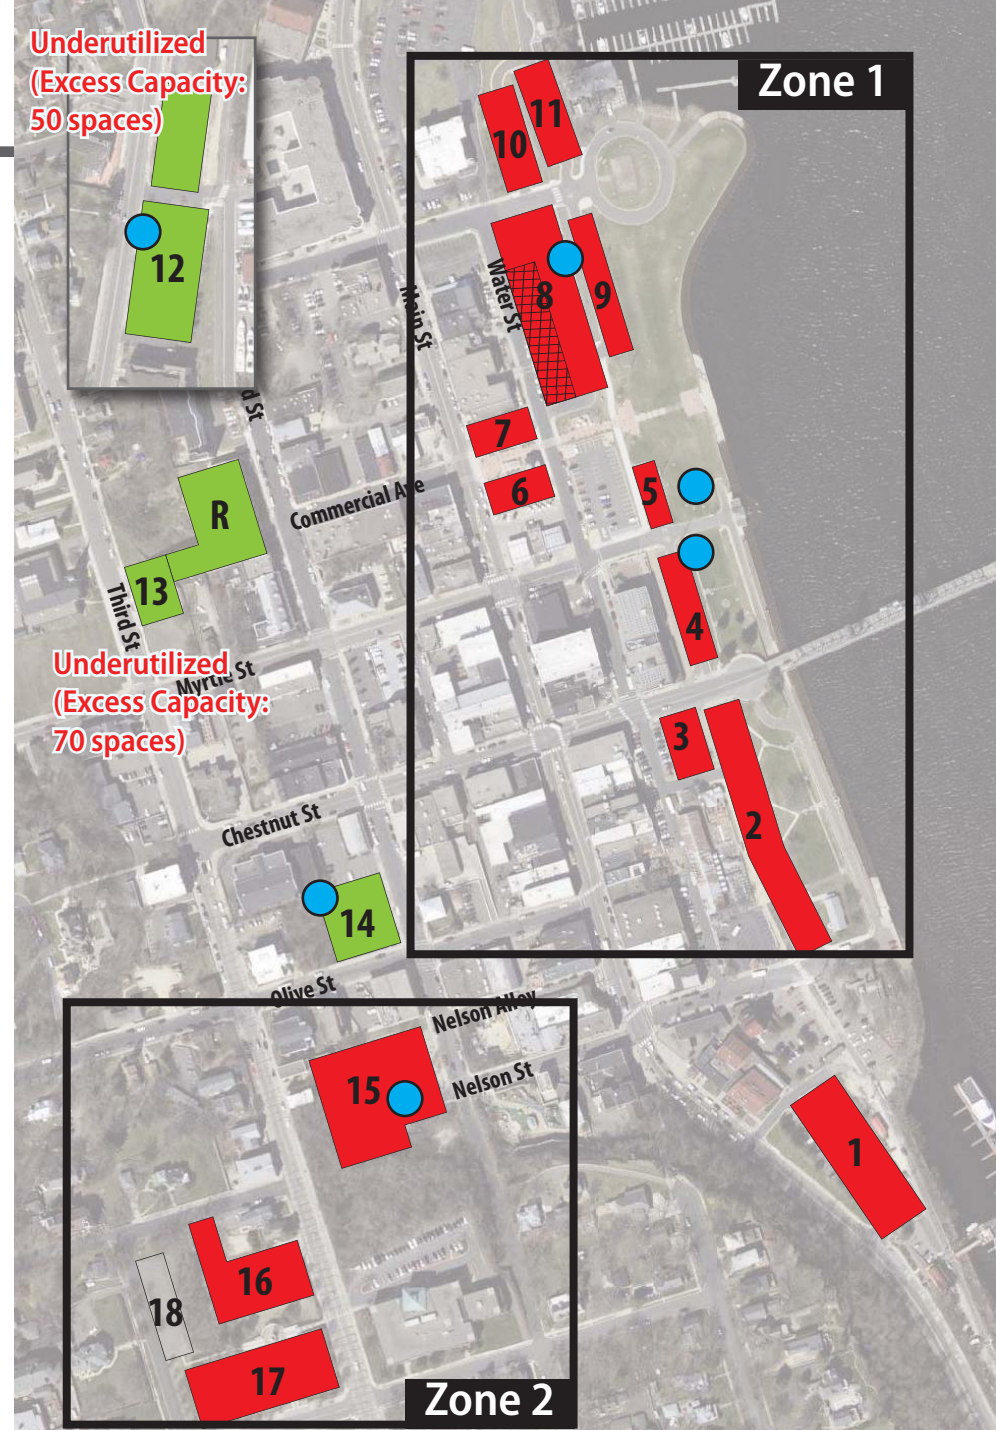 Underutilized
(Excess Capacity:
50 spaces)
Zone 1
11
10
12
Water St
8
9
Main St
d St
7
6
5
Commercial Ave
R
13
Third St
4
Underutilized
(Excess Capacity:
70 spaces)
Myrtle St
3
2
Chestnut St
14
Olive St
Nelson Alley
15
Nelson St
1
16
18
17
Zone 2